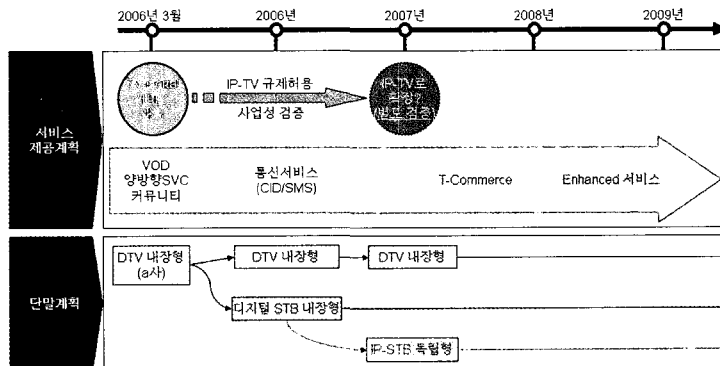 2006년 3월
2006년
2007년
2008년
2009년
서비스
제공계획
IP-TV 규제허용
사업성 검증
IP-TV로
VOD
양방향SVC
커뮤니티
통신서비스
(CID/SMS)
T-Commerce
Enhanced 서비스
단말계획
DTV 내장형
(a사)
DTV 내장형
DTV 내장형
디지털 STB 내장형
IP-STB 독립형